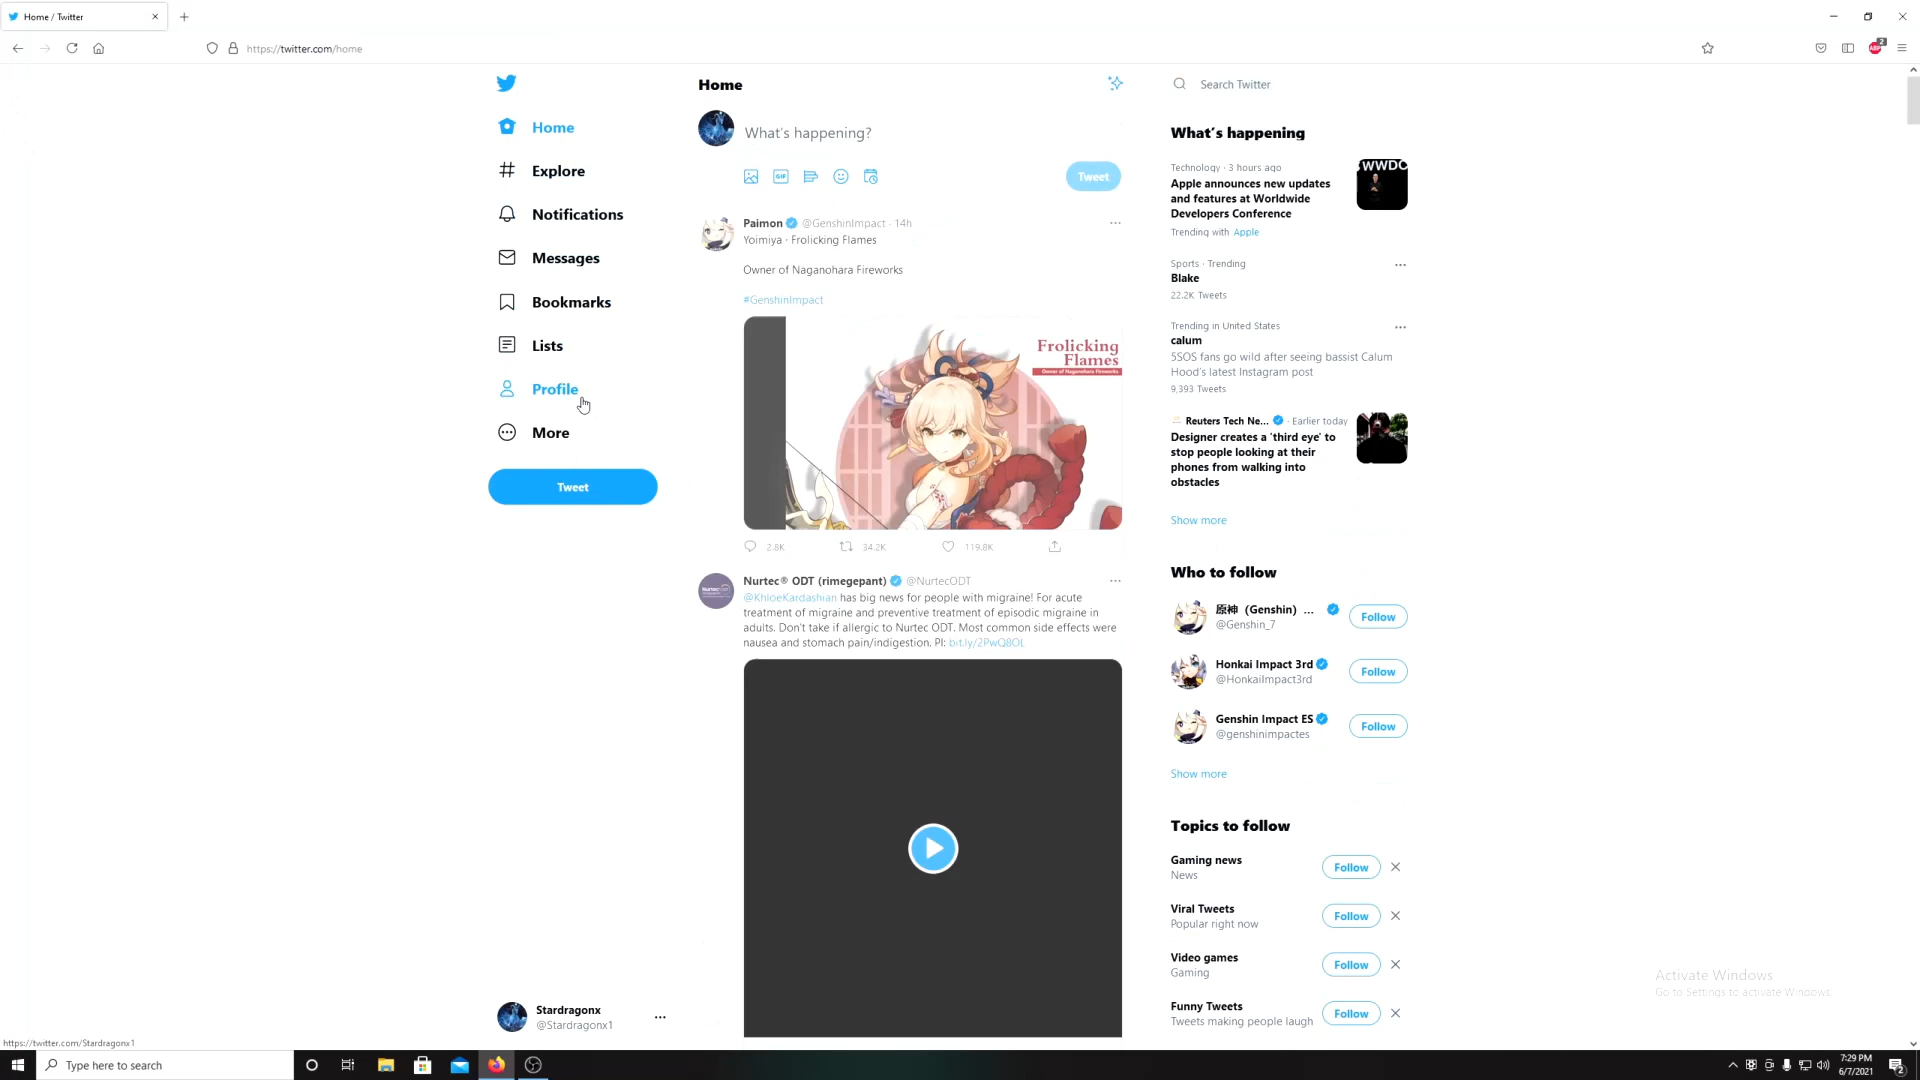 Home / Twitter
https://twitter.com/home
2
ABP
Home
Explore
Notifications
Messages
Bookmarks
Lists
Profile
More
Tweet
Stardragonx
@Stardragonx1
Home
What's happening?
GIF
Tweet
Paimon @GenshinImpact · 14h
Yoimiya · Frolicking Flames
Owner of Naganohara Fireworks
#GenshinImpact
Frolicking
Flames
Owner of Naganohara Fireworks
2.8K 34.2K 119.8K
Nurtec® ODT (rimegepant) @NurtecODT
@KhloeKardashian has big news for people with migraine! For acute
treatment of migraine and preventive treatment of episodic migraine in
adults. Don't take if allergic to Nurtec ODT. Most common side effects were
nausea and stomach pain/indigestion. PI: bit.ly/2PwQ8OL
Search Twitter
What's happening
Technology · 3 hours ago
Apple announces new updates
and features at Worldwide
Developers Conference
Trending with Apple
WWDC
Sports · Trending
Blake
22.2K Tweets
Trending in United States
calum
5SOS fans go wild after seeing bassist Calum
Hood's latest Instagram post
9,393 Tweets
Reuters Tech Ne... · Earlier today
Designer creates a 'third eye' to
stop people looking at their
phones from walking into
obstacles
Show more
Who to follow
原神（Genshin）...
@Genshin_7
Follow
Honkai Impact 3rd
@HonkaiImpact3rd
Follow
Genshin Impact ES
@genshinimpactes
Follow
Show more
Topics to follow
Gaming news
News
Follow
Viral Tweets
Popular right now
Follow
Video games
Gaming
Follow
Funny Tweets
Tweets making people laugh
Follow
Activate Windows
Go to Settings to activate Windows.
https://twitter.com/Stardragonx1
Type here to search
7:29 PM
6/7/2021
2